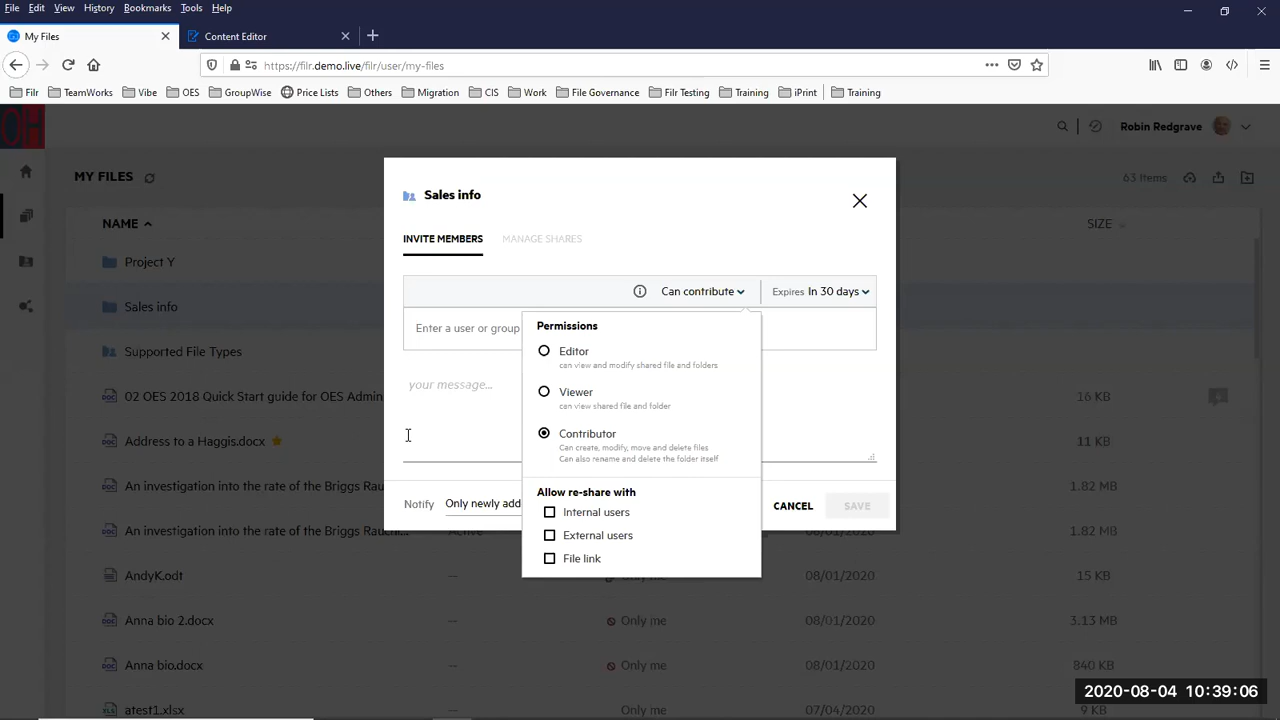 File Edit View History Bookmarks Tools Help
My Files Content Editor
https://filr.demo.live/filr/user/my-files
Filr TeamWorks Vibe OES GroupWise Price Lists Others Migration CIS Work File Governance Filr Testing Training iPrint Training
OH Robin Redgrave
MY FILES 63 Items
Sales info
INVITE MEMBERS MANAGE SHARES
NAME SIZE
Project Y
Can contribute Expires In 30 days
Sales info
Enter a user or group
Permissions
Supported File Types
Editor
can view and modify shared file and folders
your message...
Viewer
can view shared file and folder
02 OES 2018 Quick Start guide for OES Admin 16 KB
Contributor
Can create, modify, move and delete files
Can also rename and delete the folder itself
Address to a Haggis.docx 11 KB
An investigation into the rate of the Briggs Rau 1.82 MB
Allow re-share with
Notify Only newly add CANCEL SAVE
Internal users
An investigation into the rate of the Briggs Rauc... Active 1.82 MB
External users
File link
AndyK.odt -- Only me 08/01/2020 15 KB
Anna bio 2.docx -- Only me 08/01/2020 3.13 MB
Anna bio.docx -- Only me 08/01/2020 840 KB
atest1.xlsx -- Only me 07/04/2020 9 KB
2020-08-04 10:39:06